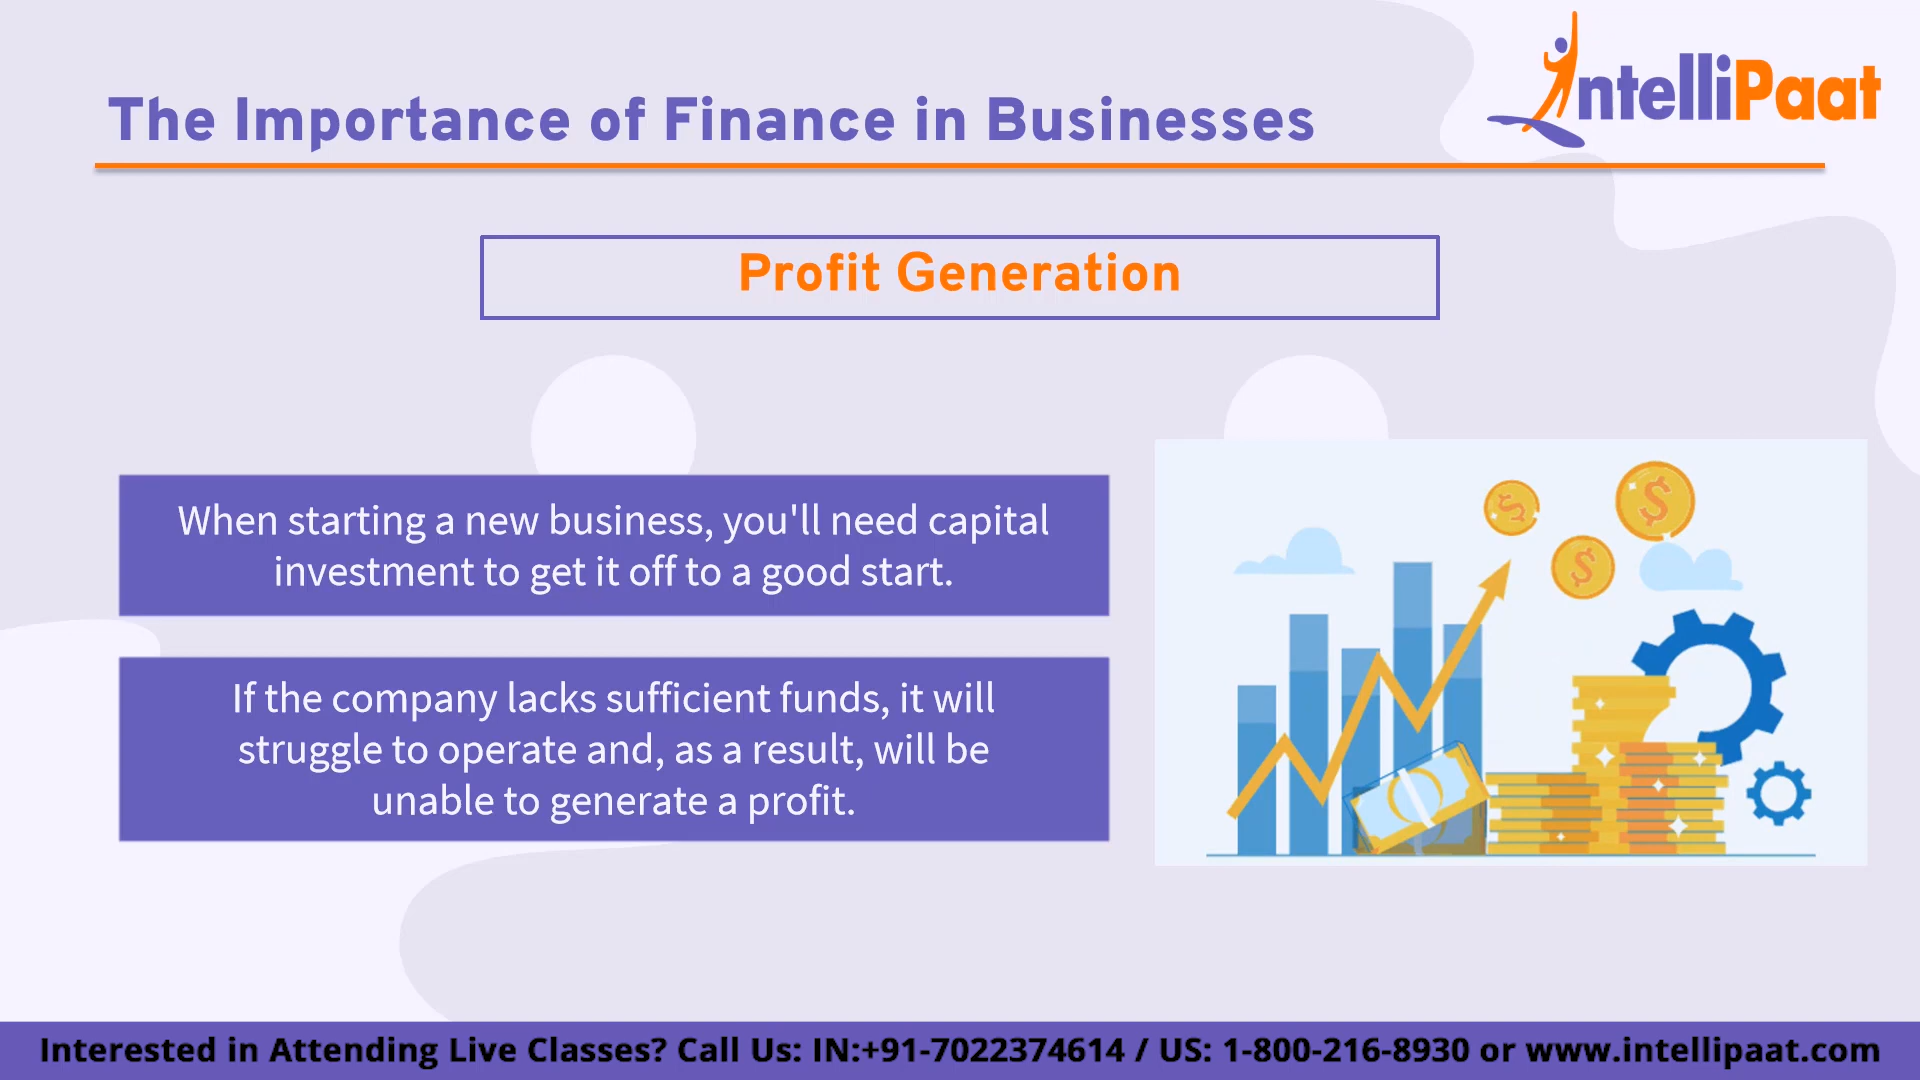 The Importance of Finance in Businesses
IntelliPaat
Profit Generation
When starting a new business, you'll need capital
investment to get it off to a good start.
If the company lacks sufficient funds, it will
struggle to operate and, as a result, will be
unable to generate a profit.
$
$
$
Interested in Attending Live Classes? Call Us: IN:+91-7022374614 / US: 1-800-216-8930 or www.intellipaat.com